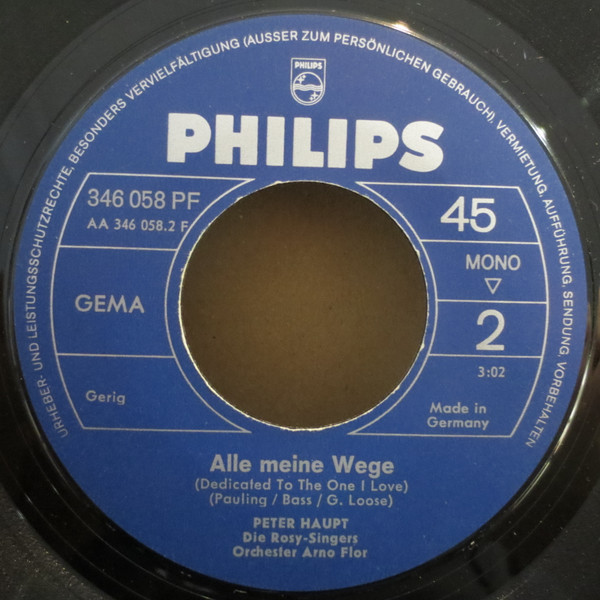 URHEBER- UND LEISTUNGSSCHUTZRECHTE, BESONDERS VERVIELFÄLTIGUNG (AUSSER ZUM PERSÖNLICHEN GEBRAUCH), VERMIETUNG, AUFFÜHRUNG, SENDUNG, VORBEHALTEN
PHILIPS
PHILIPS
346 058 PF
AA 346 058.2 F
45
MONO
▽
GEMA
2
3:02
Gerig
Made in
Germany
Alle meine Wege
(Dedicated To The One I Love)
(Pauling / Bass / G. Loose)
PETER HAUPT
Die Rosy-Singers
Orchester Arno Flor